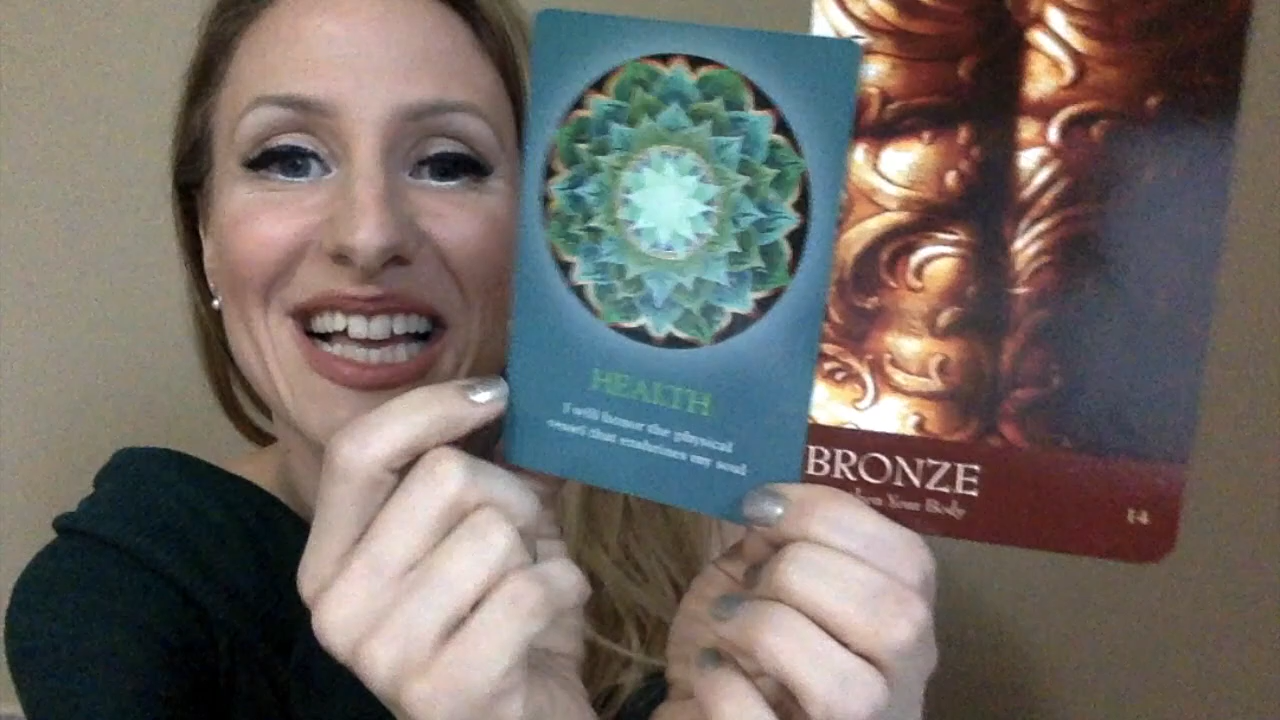 HEALTH
I will honor the physical
vessel that enshrines my soul
BRONZE
Your Body
14